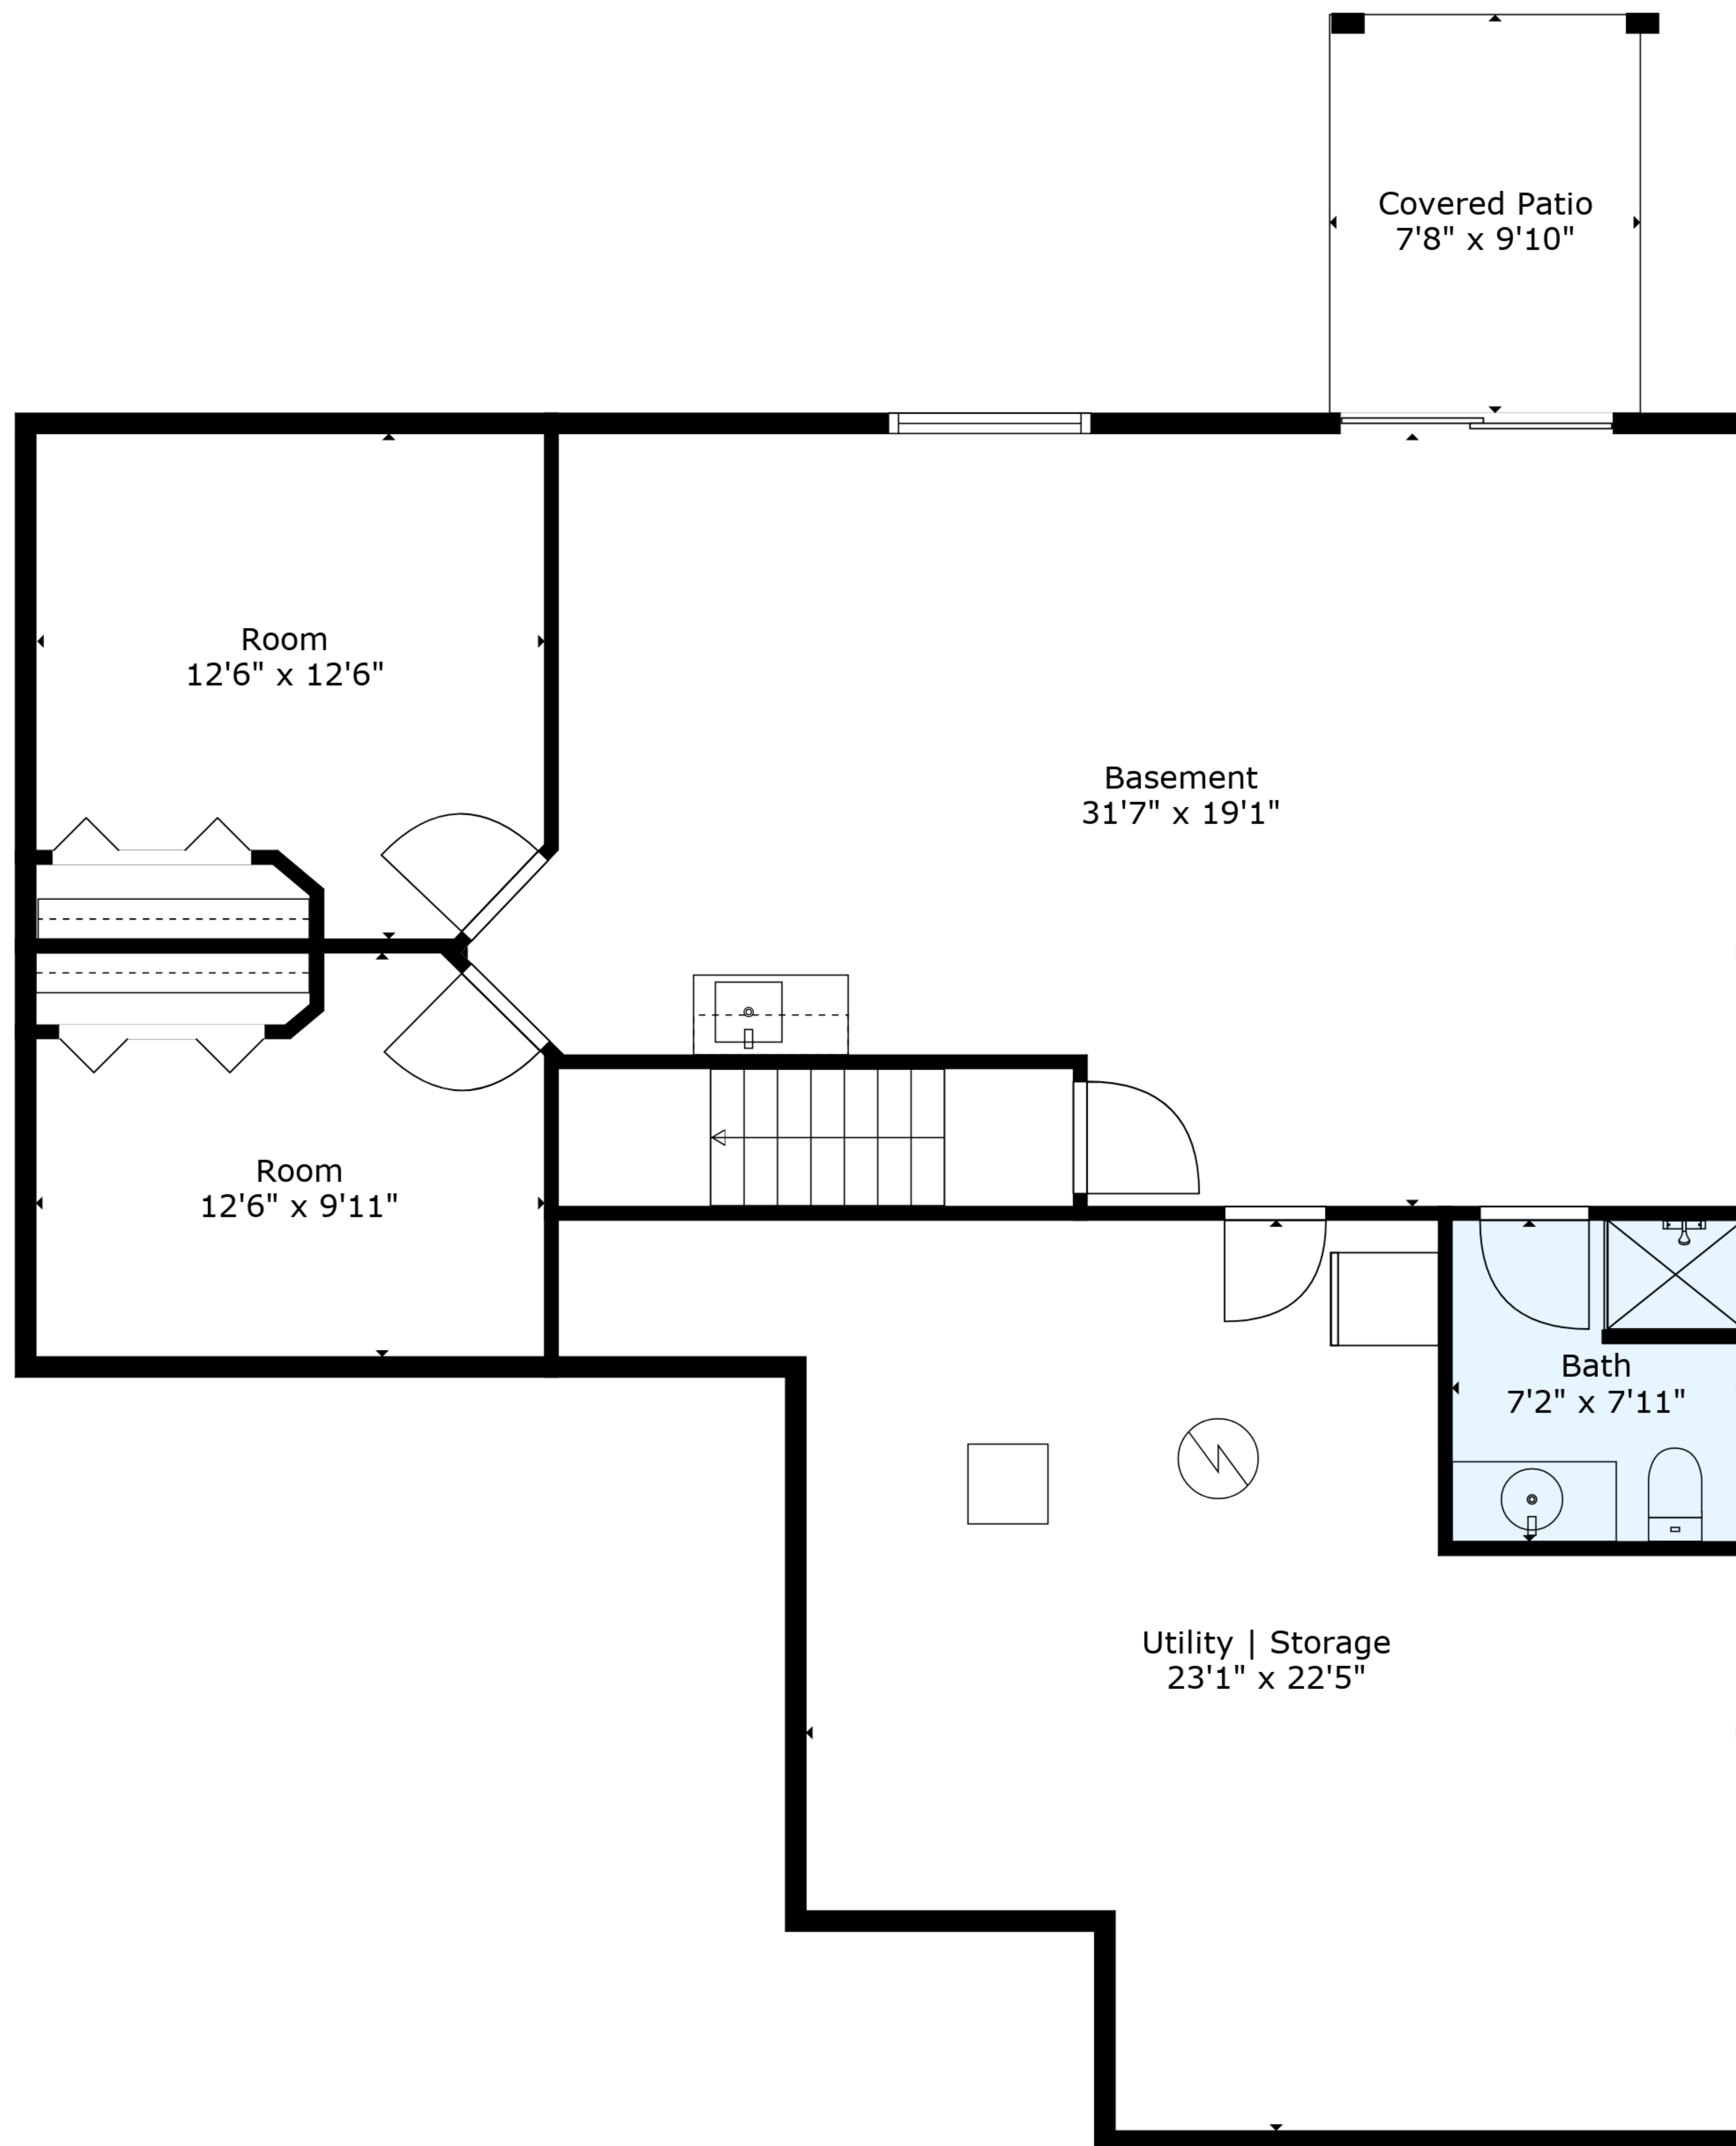 Covered Patio
7'8" x 9'10"
Room
12'6" x 12'6"
Basement
31'7" x 19'1"
Room
12'6" x 9'11"
Bath
7'2" x 7'11"
Utility | Storage
23'1" x 22'5"